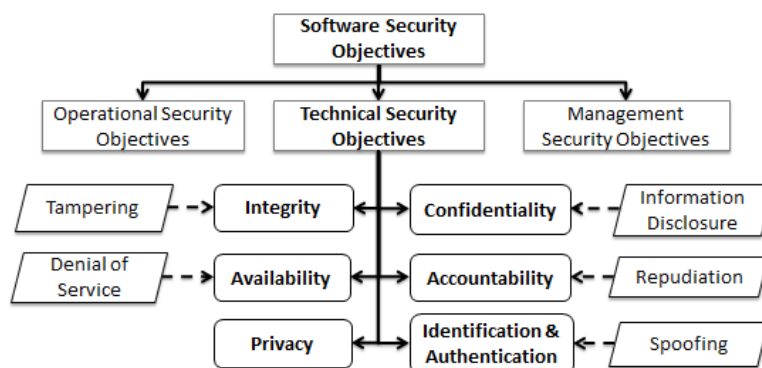 Software Security
Objectives
Operational Security
Objectives
Technical Security
Objectives
Management
Security Objectives
Tampering
Integrity
Confidentiality
Information
Disclosure
Denial of
Service
Availability
Accountability
Repudiation
Privacy
Identification &
Authentication
Spoofing